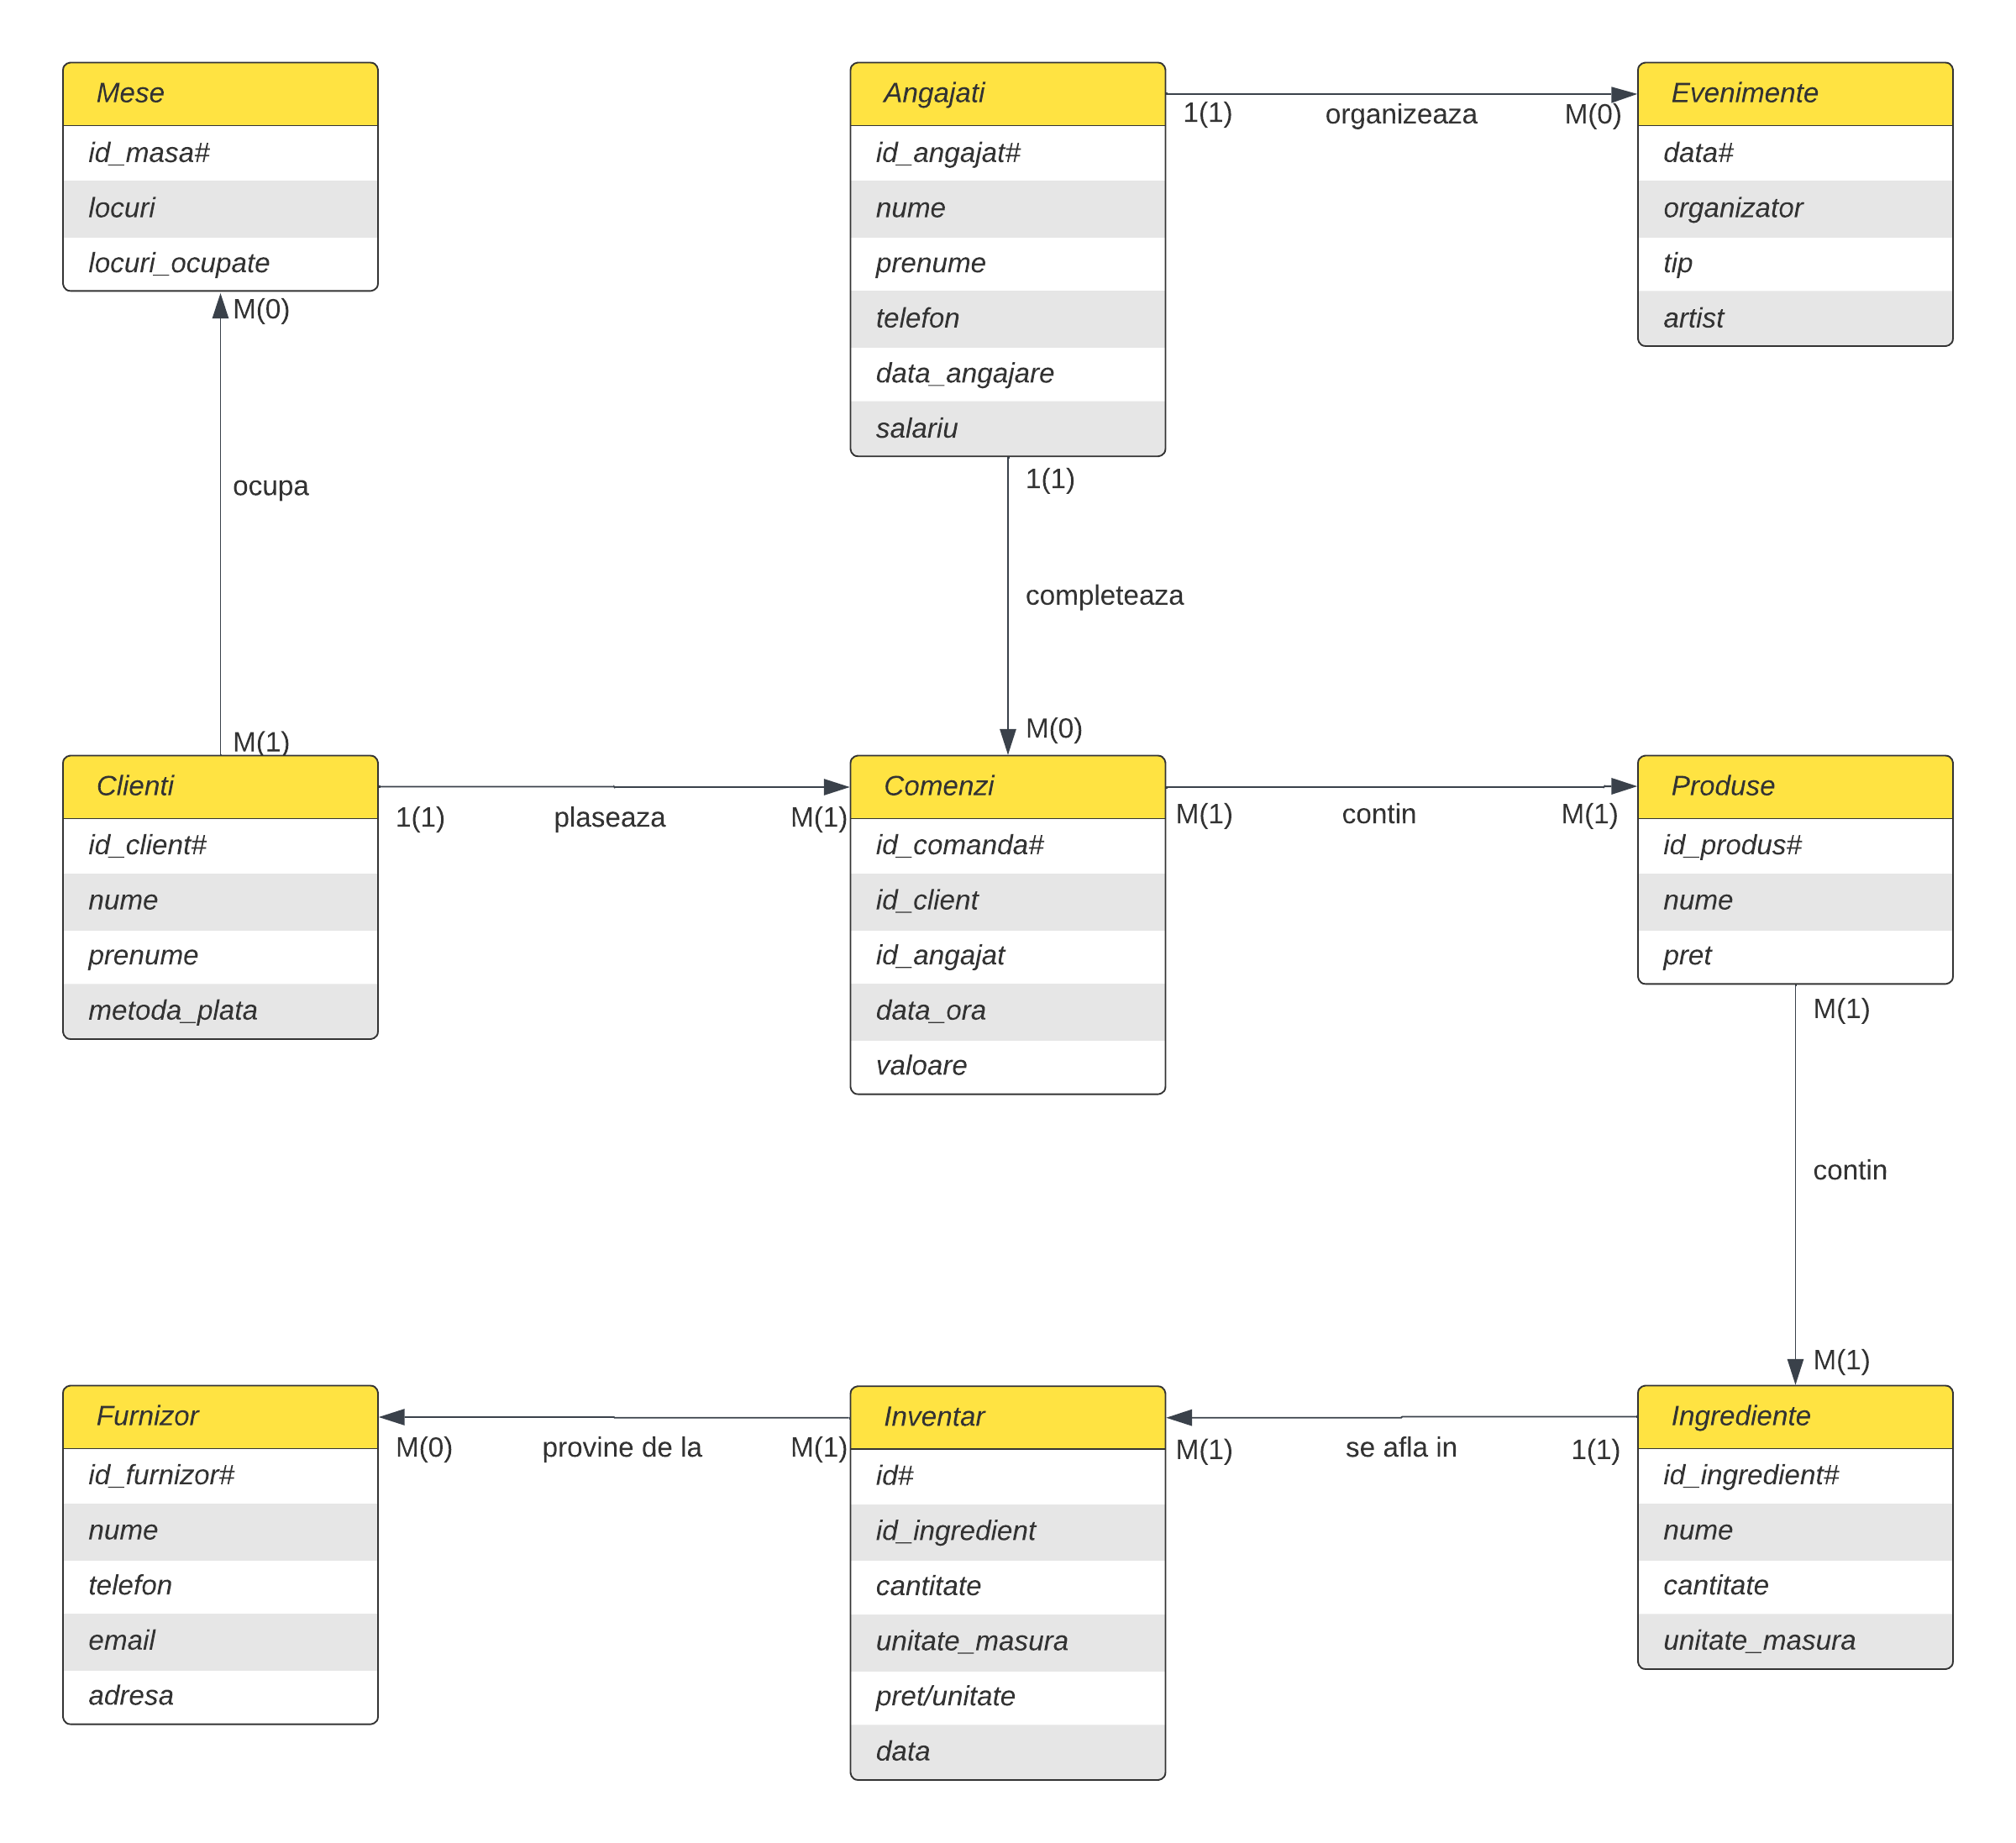 Mese
id_masa#
locuri
locuri_ocupate
M(0)
ocupa
M(1)
Angajati
id_angajat#
nume
prenume
telefon
data_angajare
salariu
1(1)
organizeaza
M(0)
Evenimente
data#
organizator
tip
artist
1(1)
completeaza
M(0)
Clienti
id_client#
nume
prenume
metoda_plata
1(1)
plaseaza
M(1)
Comenzi
id_comanda#
id_client
id_angajat
data_ora
valoare
M(1)
contin
M(1)
Produse
id_produs#
nume
pret
M(1)
contin
M(1)
Furnizor
id_furnizor#
nume
telefon
email
adresa
M(0)
provine de la
M(1)
Inventar
id#
id_ingredient
cantitate
unitate_masura
pret/unitate
data
M(1)
se afla in
1(1)
Ingrediente
id_ingredient#
nume
cantitate
unitate_masura